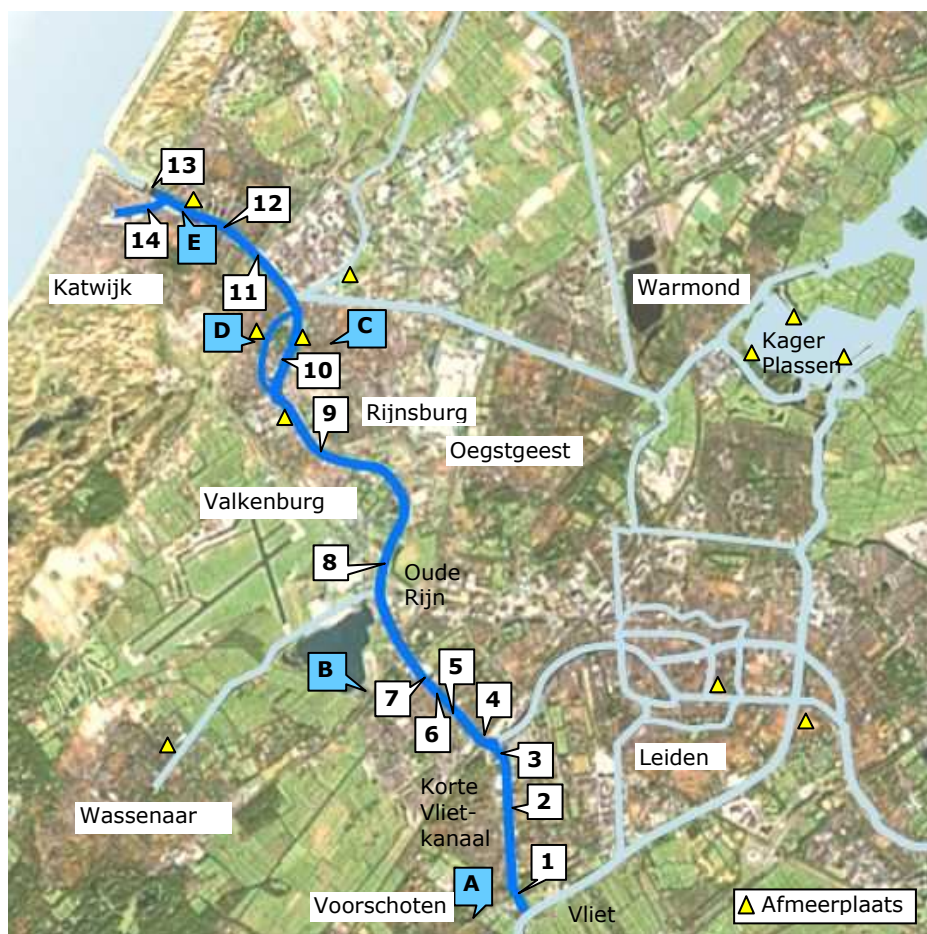 13
12
14
E
Katwijk
11
Warmond
D
C
Kager
Plassen
10
9
Rijnsburg
Oegstgeest
Valkenburg
8
Oude
Rijn
B
7
5
6
4
3
Leiden
Korte
Vliet-
kanaal
2
Wassenaar
1
A
Voorschoten
Vliet
Afmeerplaats